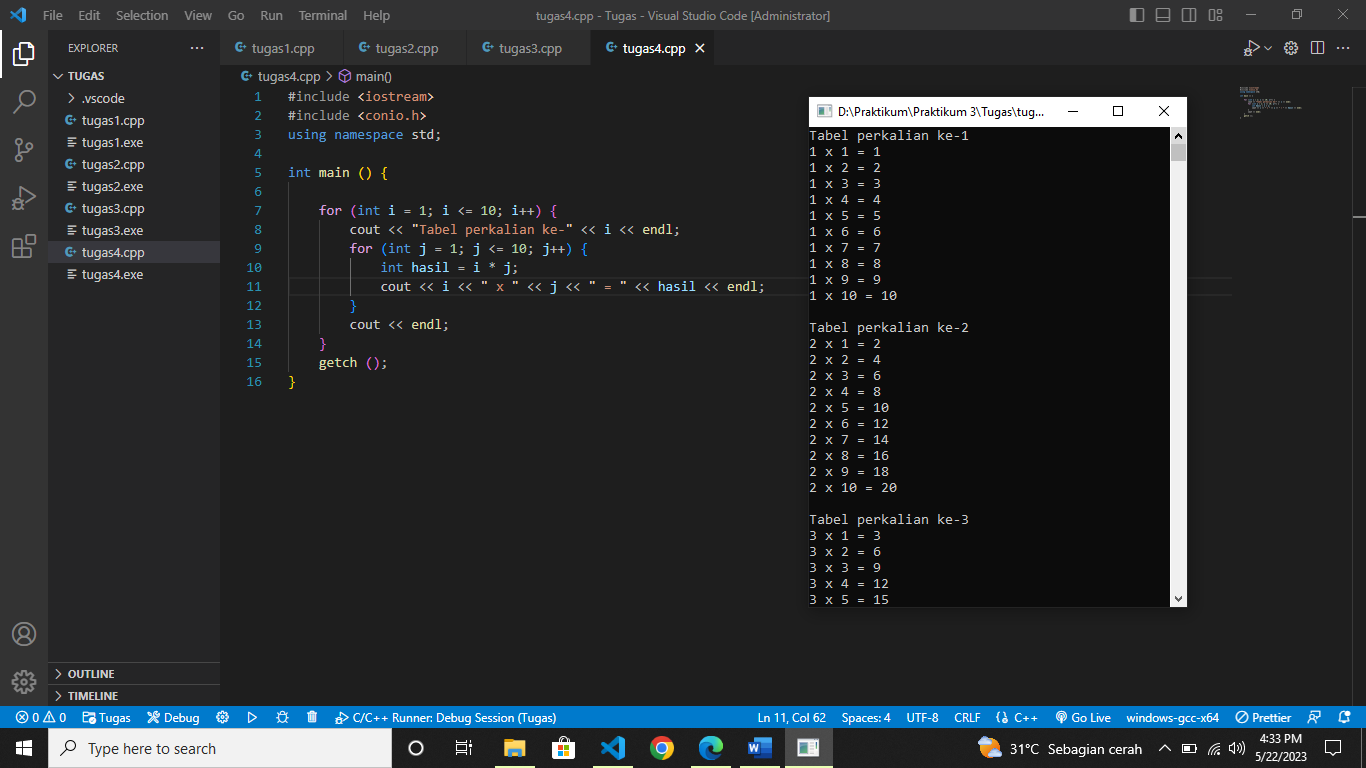 File Edit Selection View Go Run Terminal Help tugas4.cpp - Tugas - Visual Studio Code [Administrator]
EXPLORER
TUGAS
.vscode
tugas1.cpp
tugas1.exe
tugas2.cpp
tugas2.exe
tugas3.cpp
tugas3.exe
tugas4.cpp
tugas4.exe
OUTLINE
TIMELINE
tugas1.cpp tugas2.cpp tugas3.cpp tugas4.cpp
tugas4.cpp > main()
1 #include <iostream>
2 #include <conio.h>
3 using namespace std;
4
5 int main () {
6
7 for (int i = 1; i <= 10; i++) {
8 cout << "Tabel perkalian ke-" << i << endl;
9 for (int j = 1; j <= 10; j++) {
10 int hasil = i * j;
11 cout << i << " x " << j << " = " << hasil << endl;
12 }
13 cout << endl;
14 }
15 getch ();
16 }
D:\Praktikum\Praktikum 3\Tugas\tug...
Tabel perkalian ke-1
1 x 1 = 1
1 x 2 = 2
1 x 3 = 3
1 x 4 = 4
1 x 5 = 5
1 x 6 = 6
1 x 7 = 7
1 x 8 = 8
1 x 9 = 9
1 x 10 = 10
Tabel perkalian ke-2
2 x 1 = 2
2 x 2 = 4
2 x 3 = 6
2 x 4 = 8
2 x 5 = 10
2 x 6 = 12
2 x 7 = 14
2 x 8 = 16
2 x 9 = 18
2 x 10 = 20
Tabel perkalian ke-3
3 x 1 = 3
3 x 2 = 6
3 x 3 = 9
3 x 4 = 12
3 x 5 = 15
0 0 Tugas Debug C/C++ Runner: Debug Session (Tugas) Ln 11, Col 62 Spaces: 4 UTF-8 CRLF C++ Go Live windows-gcc-x64 Prettier
Type here to search 31°C Sebagian cerah 4:33 PM
5/22/2023